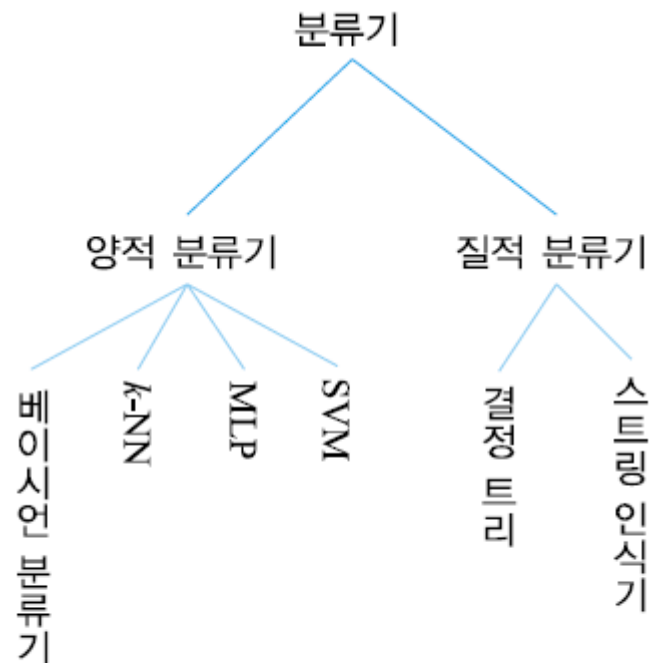 분류기
양적 분류기
질적 분류기
베이시언 분류기
k-NN
MLP
SVM
결정 트리
스트링 인식기